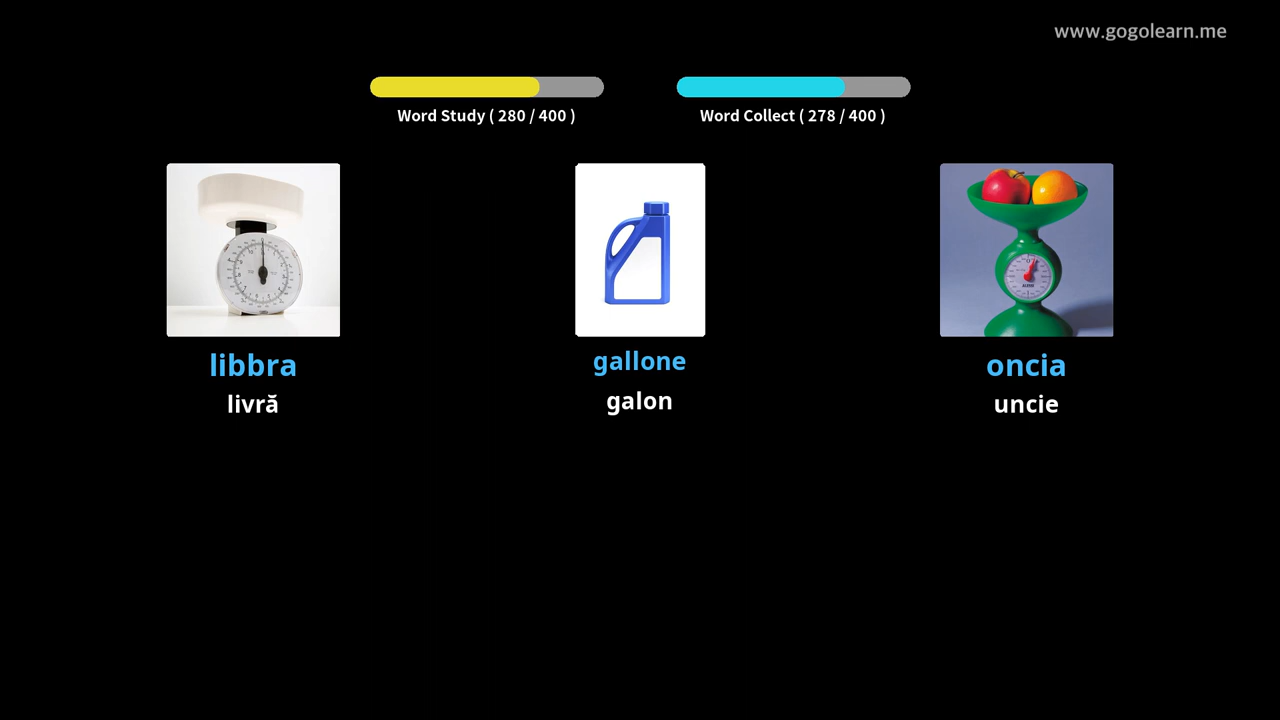 www.gogolearn.me
Word Study ( 280 / 400 )
Word Collect ( 278 / 400 )
libbra
livră
gallone
galon
oncia
uncie